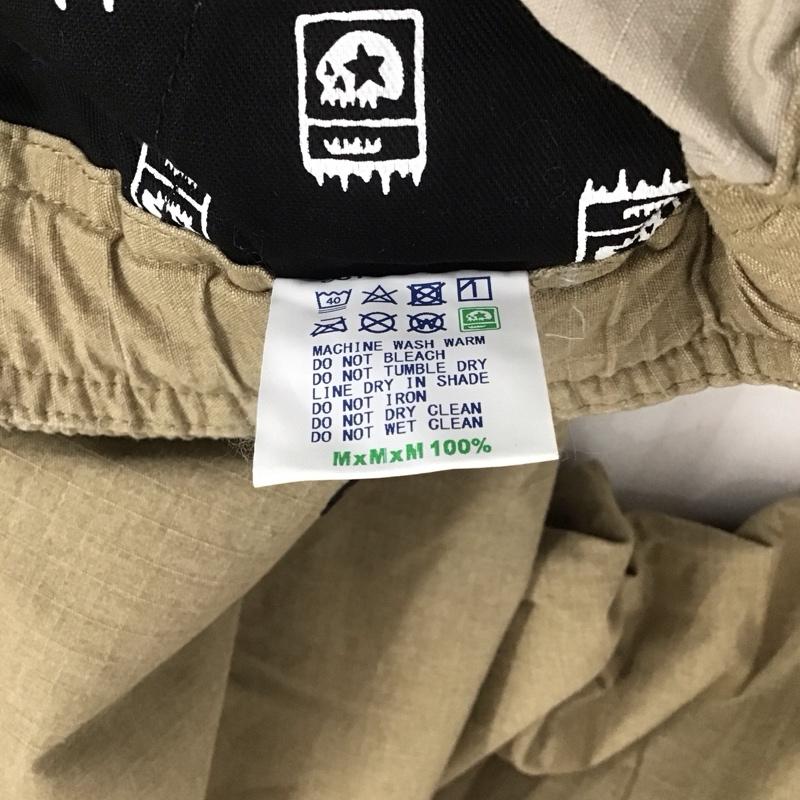 40
W
MACHINE WASH WARM
DO NOT BLEACH
DO NOT TUMBLE DRY
LINE DRY IN SHADE
DO NOT IRON
DO NOT DRY CLEAN
DO NOT WET CLEAN
MxMxM 100%